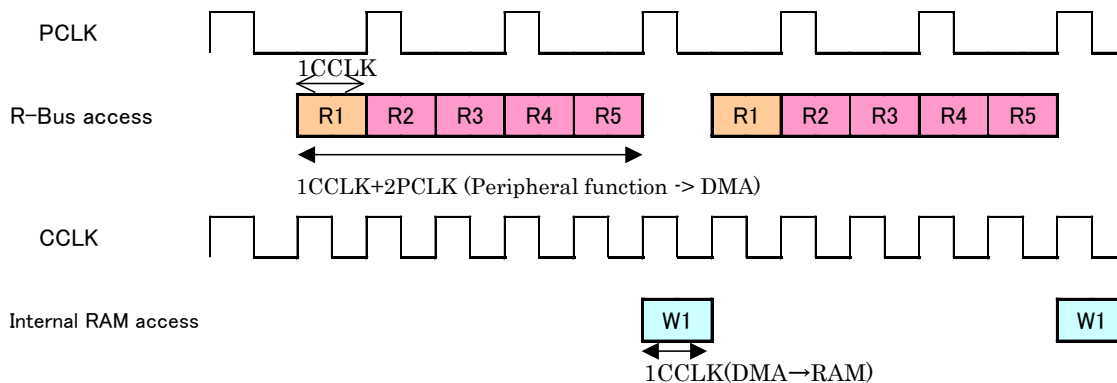 PCLK
1CCLK
R-Bus access R1 R2 R3 R4 R5 R1 R2 R3 R4 R5
1CCLK+2PCLK (Peripheral function -> DMA)
CCLK
Internal RAM access W1 W1
1CCLK(DMA→RAM)